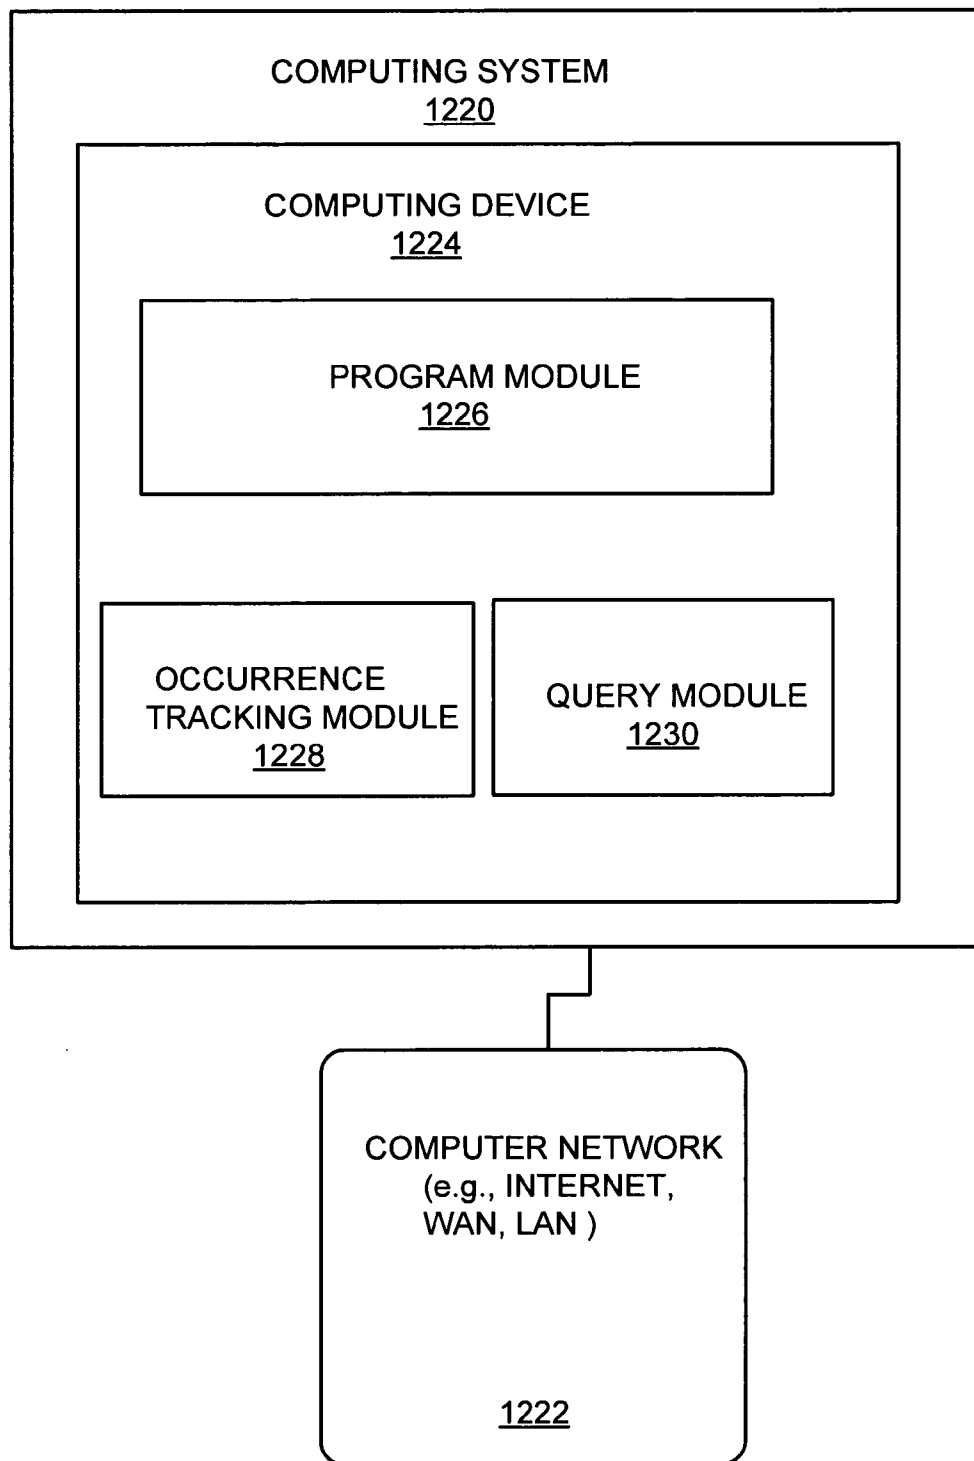 COMPUTING SYSTEM
1220
COMPUTING DEVICE
1224
PROGRAM MODULE
1226
OCCURRENCE
TRACKING MODULE
1228
QUERY MODULE
1230
COMPUTER NETWORK
(e.g., INTERNET,
WAN, LAN )
1222